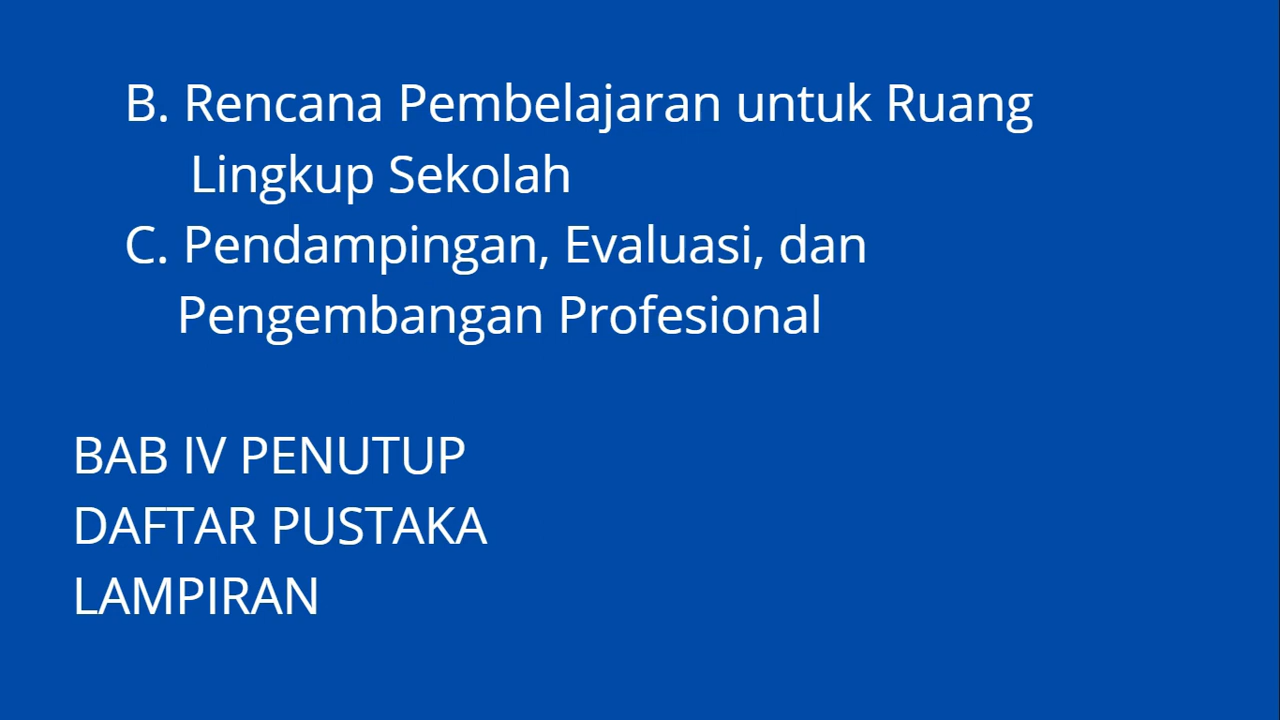 B. Rencana Pembelajaran untuk Ruang
Lingkup Sekolah
C. Pendampingan, Evaluasi, dan
Pengembangan Profesional
BAB IV PENUTUP
DAFTAR PUSTAKA
LAMPIRAN